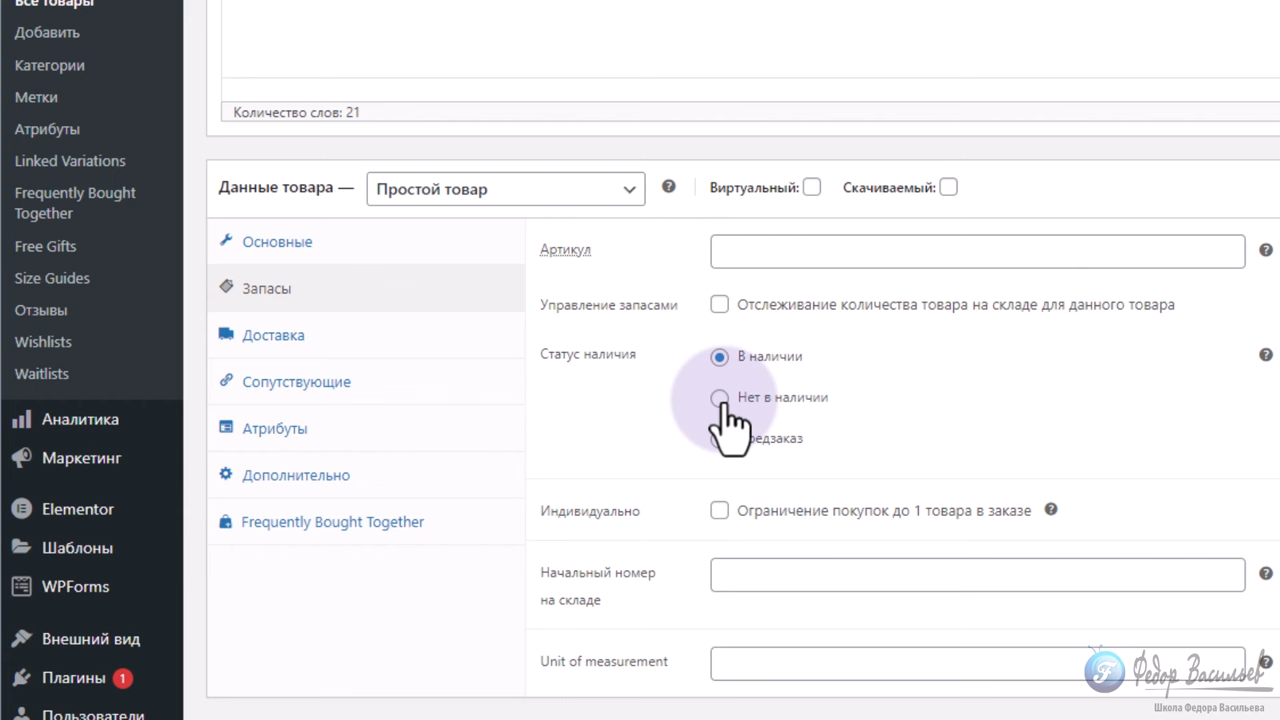 Все товары
Добавить
Категории
Метки
Атрибуты
Linked Variations
Frequently Bought
Together
Free Gifts
Size Guides
Отзывы
Wishlists
Waitlists
Аналитика
Маркетинг
Elementor
Шаблоны
WPForms
Внешний вид
Плагины 1
Пользователи
Количество слов: 21
Данные товара — Простой товар Виртуальный: Скачиваемый:
Основные
Запасы
Доставка
Сопутствующие
Атрибуты
Дополнительно
Frequently Bought Together
Артикул
Управление запасами Отслеживание количества товара на складе для данного товара
Статус наличия В наличии
Нет в наличии
редзаказ
Индивидуально Ограничение покупок до 1 товара в заказе
Начальный номер
на складе
Unit of measurement
Федор Васильев
Школа Федора Васильева